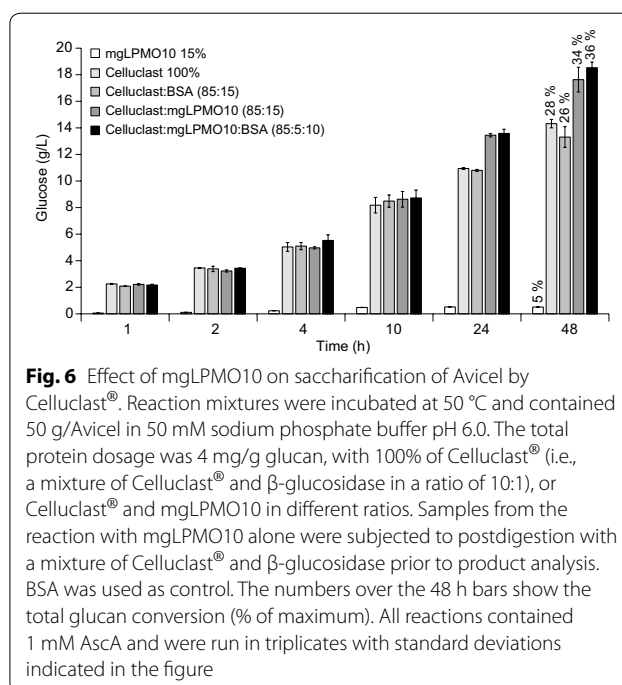 20
18
16
14
12
10
8
6
4
2
0
Glucose (g/L)
mgLPMO10 15%
Celluclast 100%
Celluclast:BSA (85:15)
Celluclast:mgLPMO10 (85:15)
Celluclast:mgLPMO10:BSA (85:5:10)
5 %
28 %
26 %
34 %
36 %
1 2 4 10 24 48
Time (h)
Fig. 6 Effect of mgLPMO10 on saccharification of Avicel by
Celluclast®. Reaction mixtures were incubated at 50 °C and contained
50 g/Avicel in 50 mM sodium phosphate buffer pH 6.0. The total
protein dosage was 4 mg/g glucan, with 100% of Celluclast® (i.e.,
a mixture of Celluclast® and β-glucosidase in a ratio of 10:1), or
Celluclast® and mgLPMO10 in different ratios. Samples from the
reaction with mgLPMO10 alone were subjected to postdigestion with
a mixture of Celluclast® and β-glucosidase prior to product analysis.
BSA was used as control. The numbers over the 48 h bars show the
total glucan conversion (% of maximum). All reactions contained
1 mM AscA and were run in triplicates with standard deviations
indicated in the figure